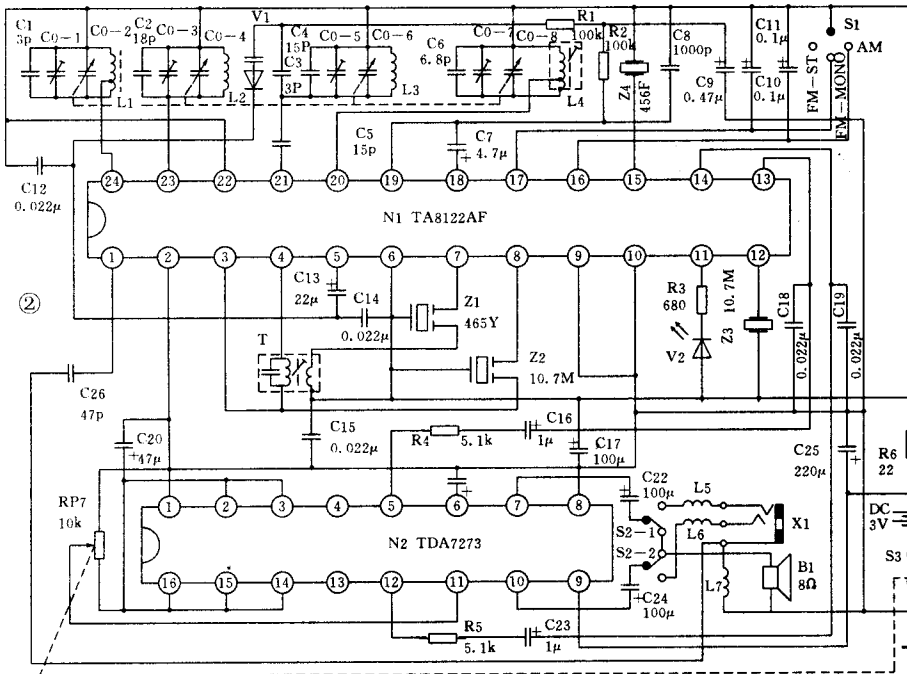 C1
3p
C0-1
C0-2
C2
18p
C0-3
C0-4
V1
C4
15P
C3
3P
C0-5
C0-6
C6
6.8p
C0-7
C0-8
R1
100k
R2
100k
C8
1000p
C11
0.1μ
S1
AM
FM-ST
FM-MONO
L1
L2
L3
L4
Z4
456F
C9
0.47μ
C10
0.1μ
C5
15p
C7
4.7μ
C12
0.022μ
24
23
22
21
20
19
18
17
16
15
14
13
N1 TA8122AF
1
2
3
4
5
6
7
8
9
10
11
12
②
C13
22μ
C14
0.022μ
Z1
465Y
R3
680
10.7M
Z3
C18
0.022μ
C19
0.022μ
T
Z2
10.7M
V2
C26
47p
C15
0.022μ
R4
5.1k
C16
1μ
C17
100μ
C20
47μ
C25
220μ
R6
22
RP7
10k
1
2
3
4
5
6
7
8
C22
100μ
L5
L6
X1
DC
3V
N2 TDA7273
S2-1
S2-2
S3
16
15
14
13
12
11
10
9
L7
B1
8Ω
C24
100μ
R5
5.1k
C23
1μ